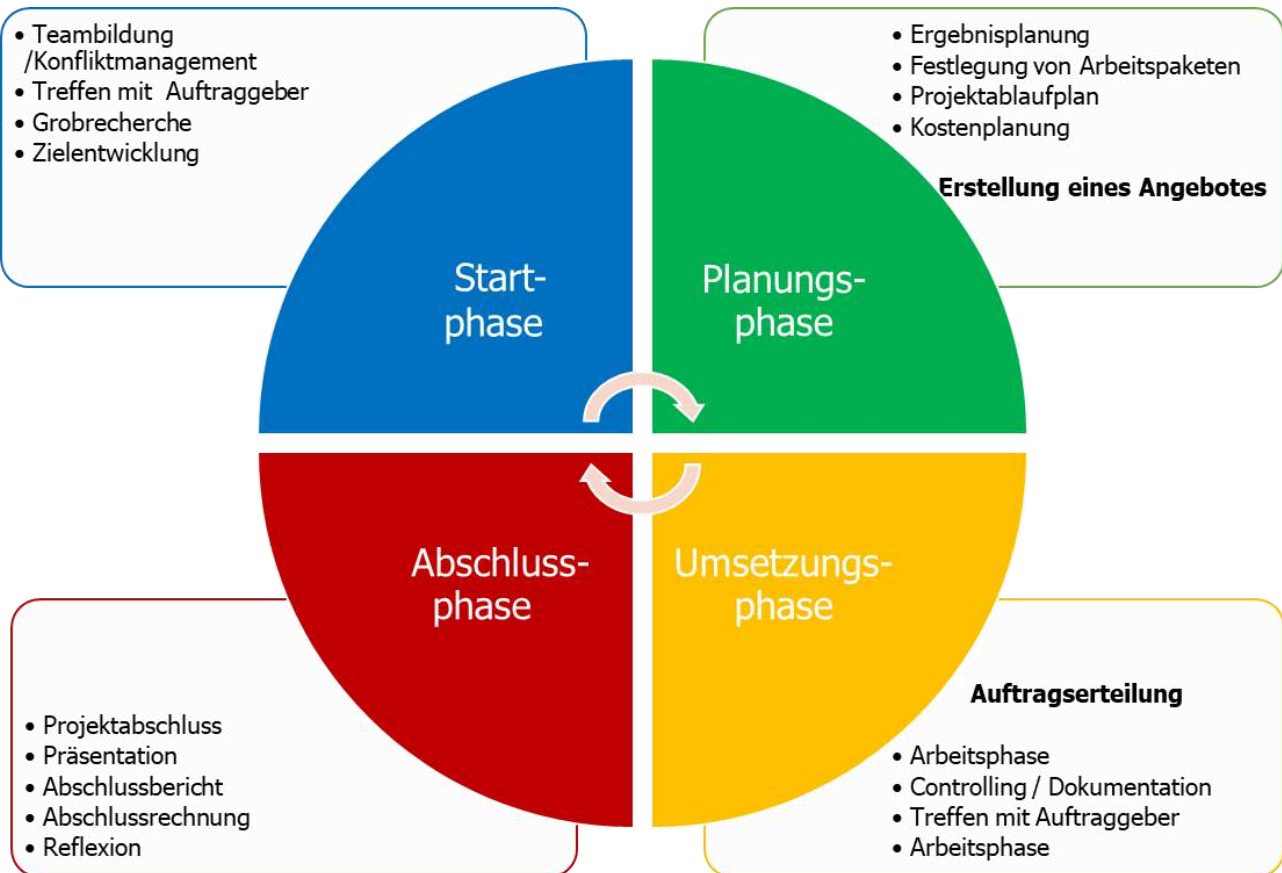 • Teambildung
/Konfliktmanagement
• Treffen mit Auftraggeber
• Grobrecherche
• Zielentwicklung
• Ergebnisplanung
• Festlegung von Arbeitspaketen
• Projektablaufplan
• Kostenplanung
Erstellung eines Angebotes
Start-
phase
Planungs-
phase
Abschluss-
phase
Umsetzungs-
phase
• Projektabschluss
• Präsentation
• Abschlussbericht
• Abschlussrechnung
• Reflexion
Auftragserteilung
• Arbeitsphase
• Controlling / Dokumentation
• Treffen mit Auftraggeber
• Arbeitsphase